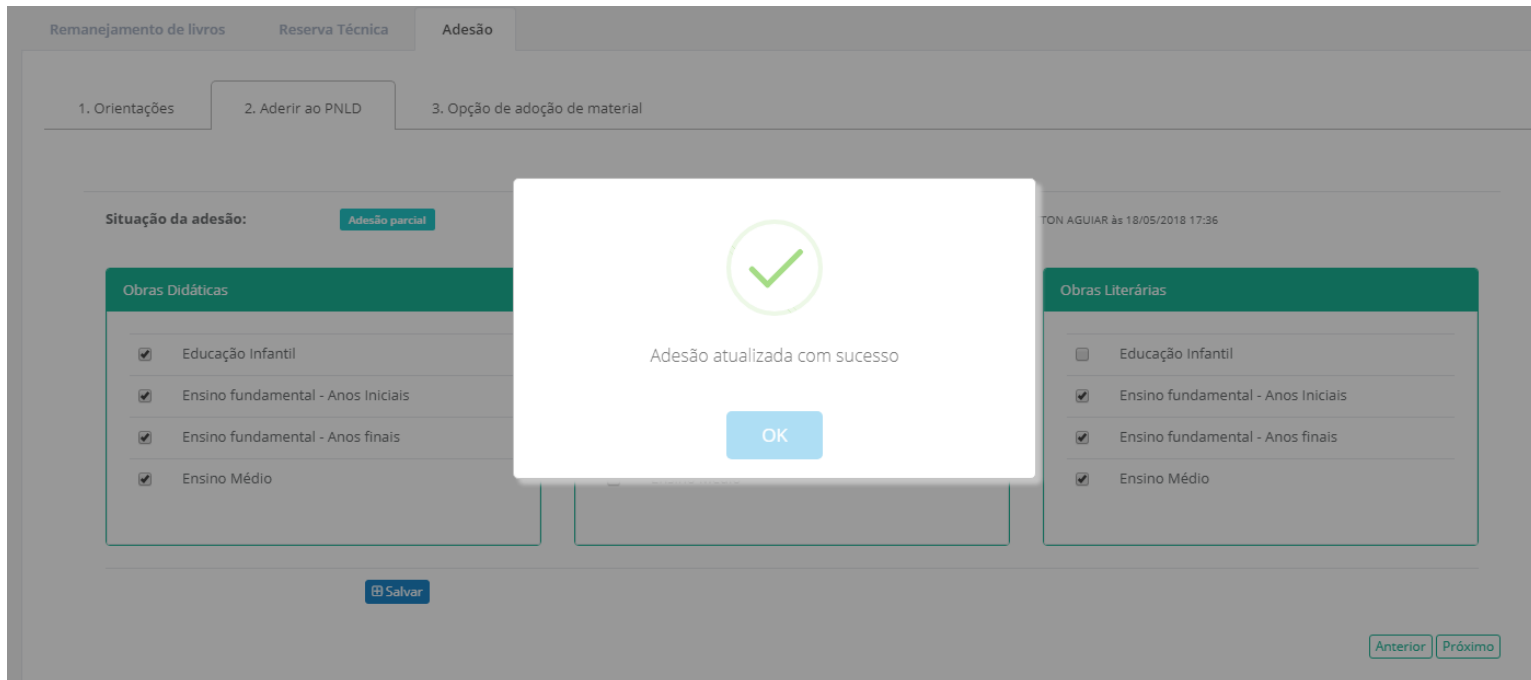 Remanejamento de livros Reserva Técnica Adesão
1. Orientações 2. Aderir ao PNLD 3. Opção de adoção de material
Situação da adesão: Adesão parcial TON AGUIAR às 18/05/2018 17:36
Obras Didáticas
Educação Infantil
Ensino fundamental - Anos Iniciais
Ensino fundamental - Anos finais
Ensino Médio
Adesão atualizada com sucesso
OK
Obras Literárias
Educação Infantil
Ensino fundamental - Anos Iniciais
Ensino fundamental - Anos finais
Ensino Médio
Salvar
Anterior Próximo